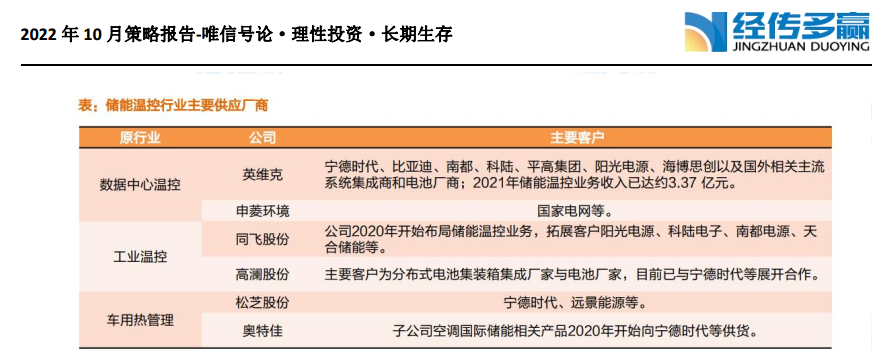 2022 年 10 月策略报告-唯信号论·理性投资·长期生存
经传多赢
JINGZHUAN DUOYING
表：储能温控行业主要供应厂商
原行业 公司 主要客户
数据中心温控
英维克
宁德时代、比亚迪、南都、科陆、平高集团、阳光电源、海博思创以及国外相关主流
系统集成商和电池厂商；2021年储能温控业务收入已达约3.37 亿元。
申菱环境 国家电网等。
工业温控
同飞股份
公司2020年开始布局储能温控业务，拓展客户阳光电源、科陆电子、南都电源、天
合储能等。
高澜股份 主要客户为分布式电池集装箱集成厂家与电池厂家，目前已与宁德时代等展开合作。
车用热管理
松芝股份 宁德时代、远景能源等。
奥特佳 子公司空调国际储能相关产品2020年开始向宁德时代等供货。